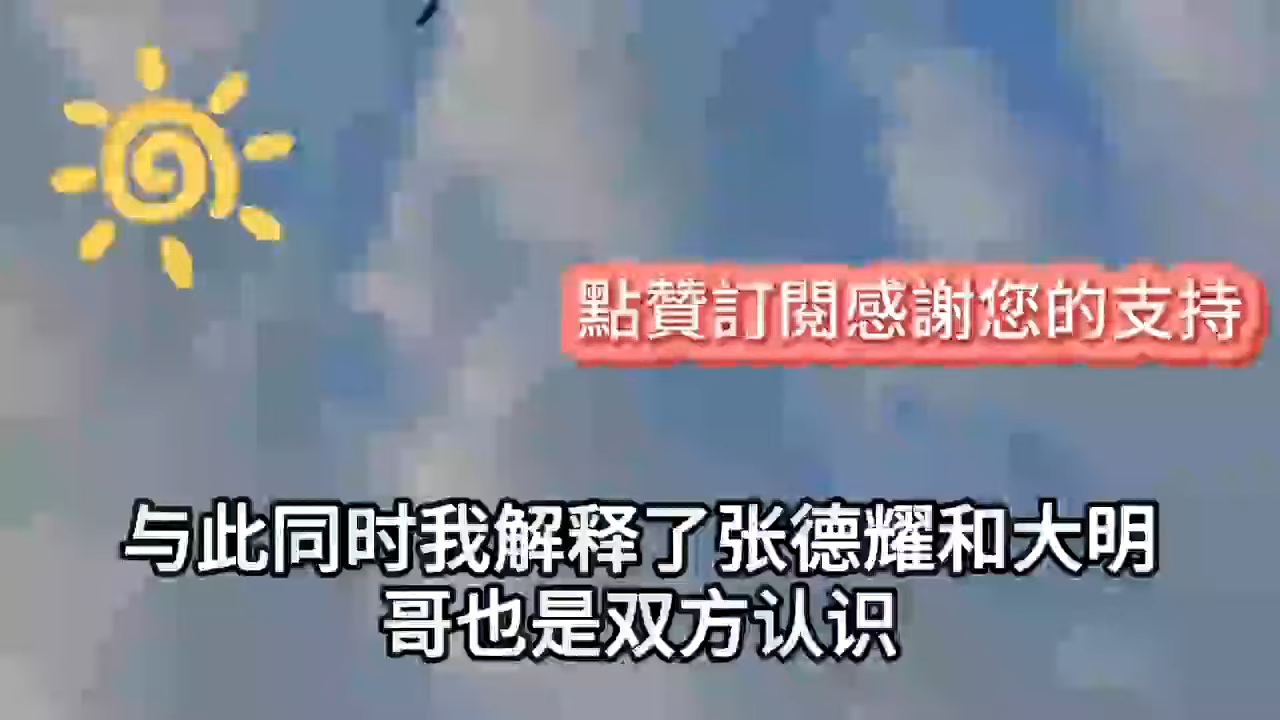 點贊訂閱感謝您的支持
与此同时我解释了张德耀和大明
哥也是双方认识